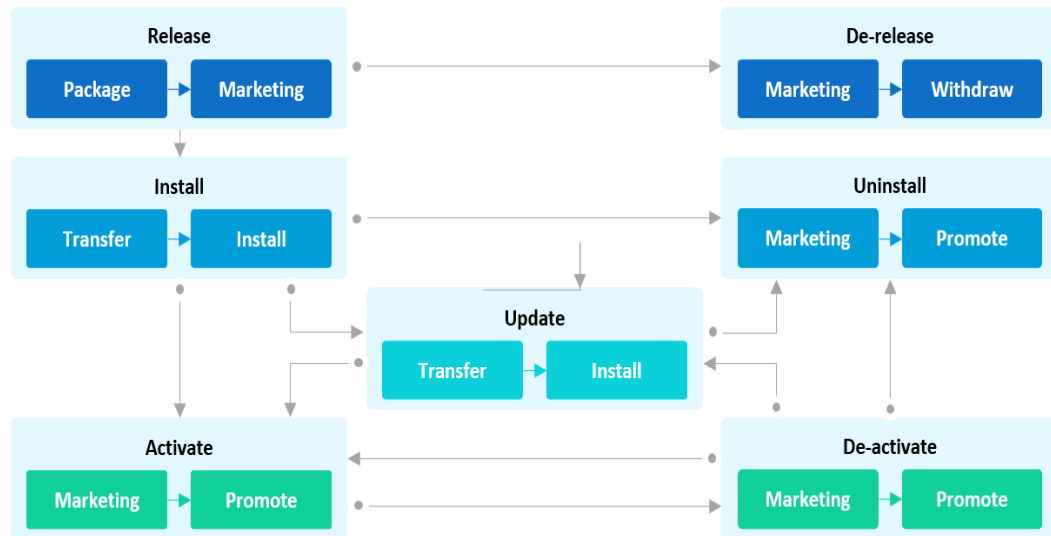 Release
Package
Marketing
De-release
Marketing
Withdraw
Install
Transfer
Install
Uninstall
Marketing
Promote
Update
Transfer
Install
Activate
Marketing
Promote
De-activate
Marketing
Promote